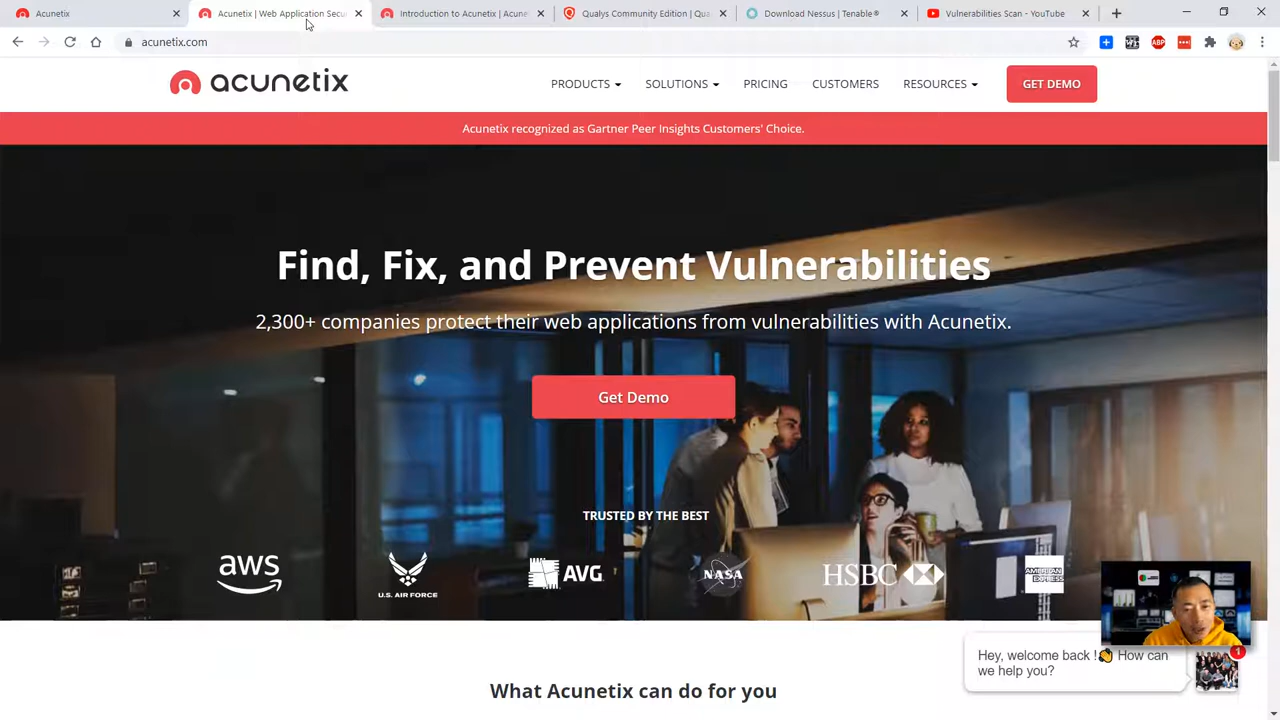 Acunetix
Acunetix | Web Application Secu
Introduction to Acunetix | Acune
Qualys Community Edition | Qua
Download Nessus | Tenable®
Vulnerabilities Scan - YouTube
acunetix.com
ABP
acunetix
PRODUCTS
SOLUTIONS
PRICING
CUSTOMERS
RESOURCES
GET DEMO
Acunetix recognized as Gartner Peer Insights Customers' Choice.
Find, Fix, and Prevent Vulnerabilities
2,300+ companies protect their web applications from vulnerabilities with Acunetix.
Get Demo
TRUSTED BY THE BEST
aws
U.S. AIR FORCE
AVG
NASA
HSBC
AMERICAN
EXPRESS
Hey, welcome back !👋 How can
we help you?
1
What Acunetix can do for you